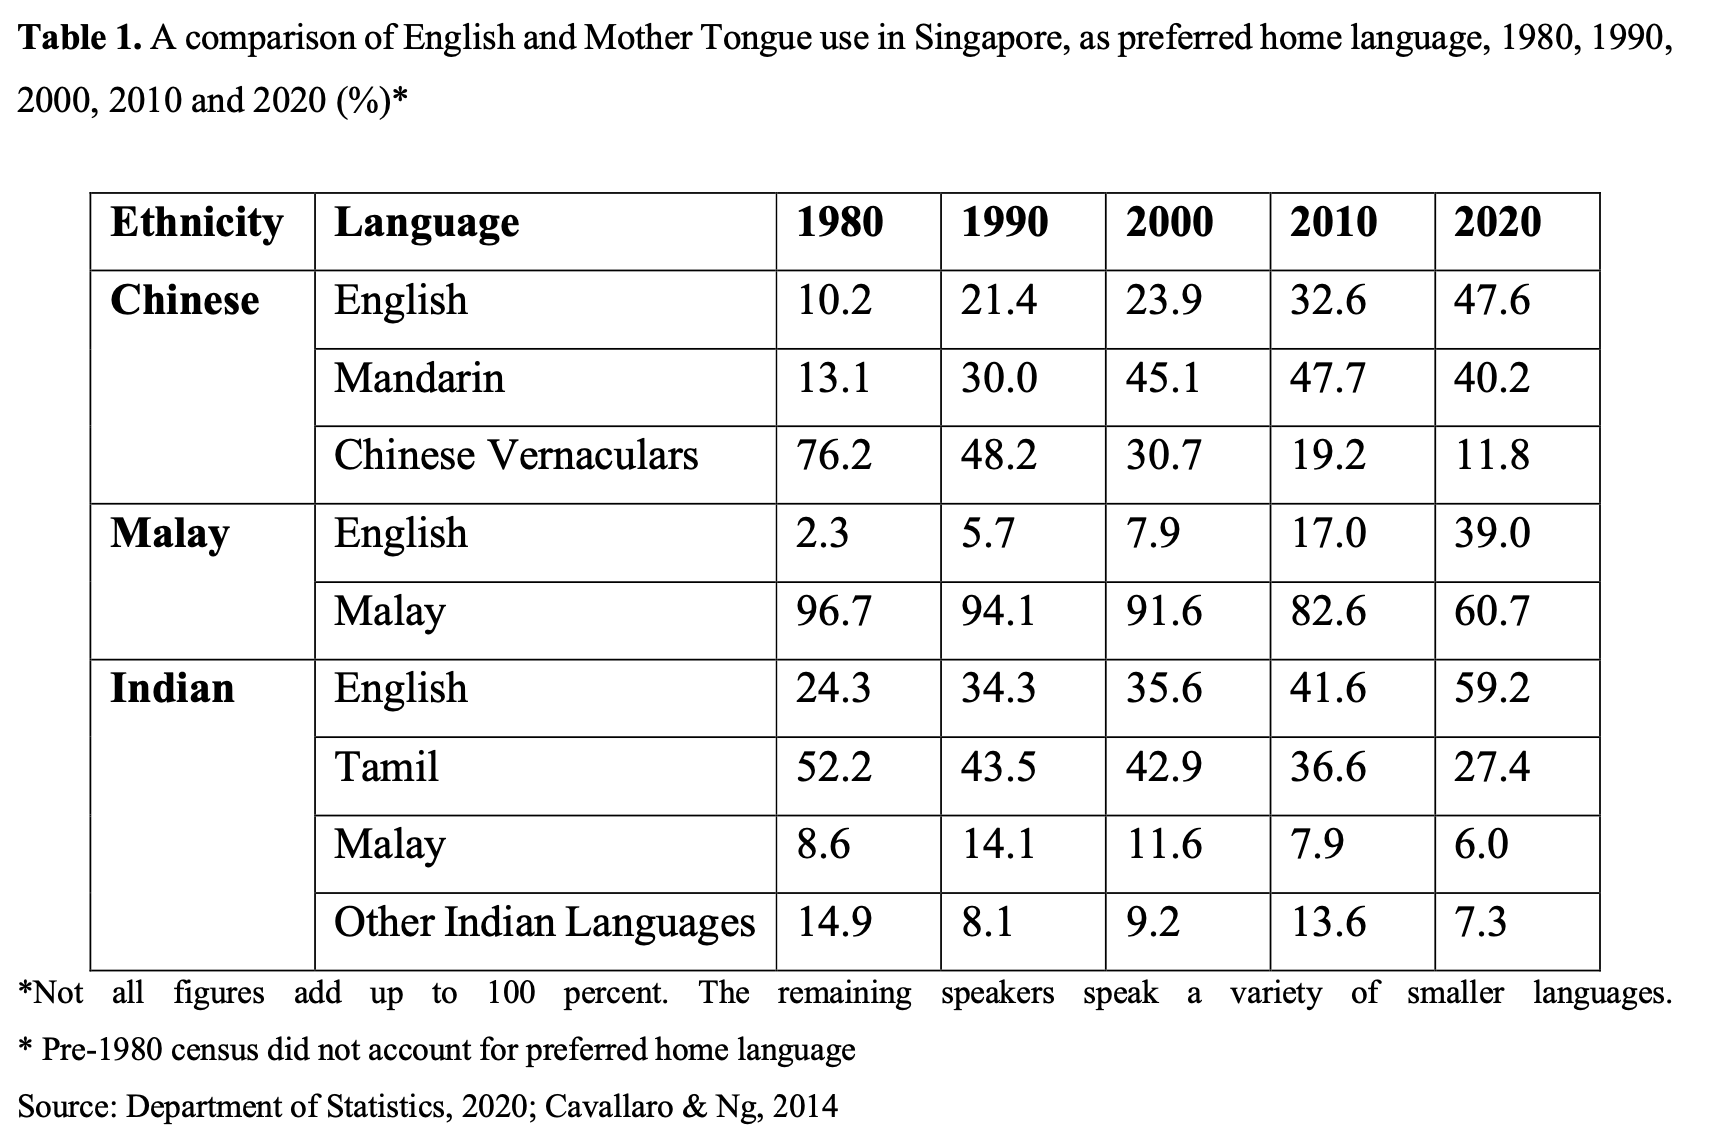 Table 1. A comparison of English and Mother Tongue use in Singapore, as preferred home language, 1980, 1990,
2000, 2010 and 2020 (%)*
Ethnicity Language 1980 1990 2000 2010 2020
Chinese English 10.2 21.4 23.9 32.6 47.6
Mandarin 13.1 30.0 45.1 47.7 40.2
Chinese Vernaculars 76.2 48.2 30.7 19.2 11.8
Malay English 2.3 5.7 7.9 17.0 39.0
Malay 96.7 94.1 91.6 82.6 60.7
Indian English 24.3 34.3 35.6 41.6 59.2
Tamil 52.2 43.5 42.9 36.6 27.4
Malay 8.6 14.1 11.6 7.9 6.0
Other Indian Languages 14.9 8.1 9.2 13.6 7.3
*Not all figures add up to 100 percent. The remaining speakers speak a variety of smaller languages.
* Pre-1980 census did not account for preferred home language
Source: Department of Statistics, 2020; Cavallaro & Ng, 2014